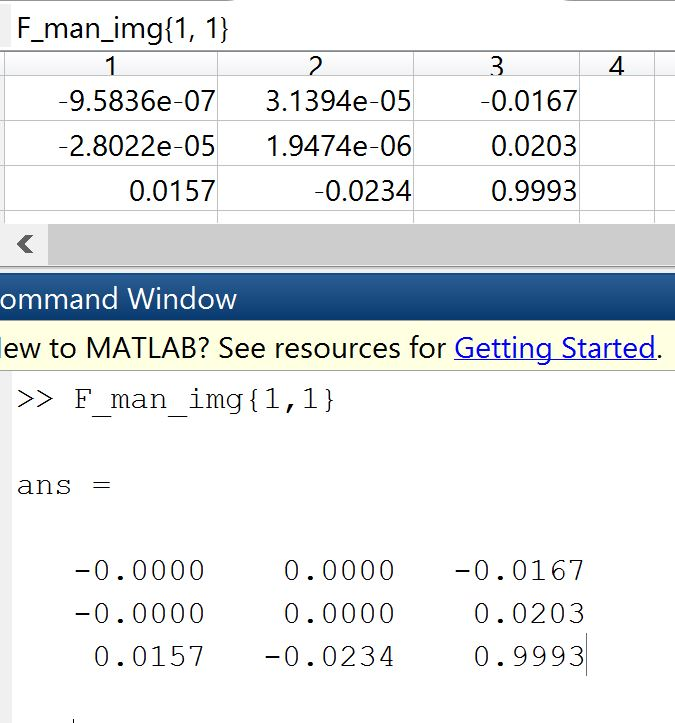 F_man_img{1, 1}
1 2 3 4
-9.5836e-07 3.1394e-05 -0.0167
-2.8022e-05 1.9474e-06 0.0203
0.0157 -0.0234 0.9993
ommand Window
ew to MATLAB? See resources for Getting Started.
>> F_man_img{1,1}
ans =
-0.0000 0.0000 -0.0167
-0.0000 0.0000 0.0203
0.0157 -0.0234 0.9993